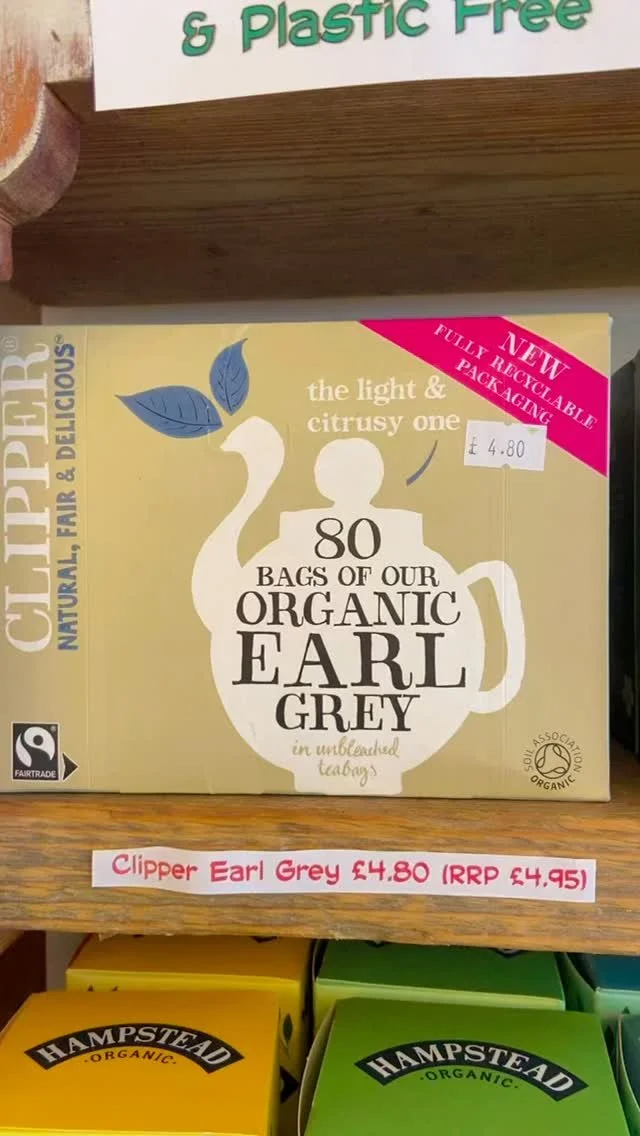 & Plastic Free
CLIPPER®
NATURAL, FAIR & DELICIOUS®
NEW
FULLY RECYCLABLE
PACKAGING
the light &
citrusy one
£ 4.80
80
BAGS OF OUR
ORGANIC
EARL
GREY
in unbleached
teabags
FAIRTRADE
SOIL ASSOCIATION
ORGANIC
Clipper Earl Grey £4.80 (RRP £4.95)
HAMPSTEAD
·ORGANIC·
HAMPSTEAD
·ORGANIC·